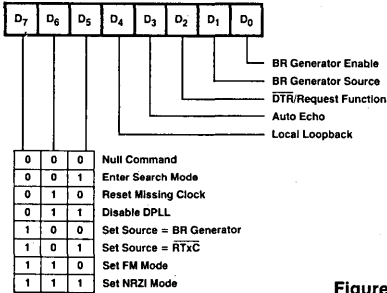 D7 D6 D5 D4 D3 D2 D1 D0
BR Generator Enable
BR Generator Source
DTR/Request Function
Auto Echo
Local Loopback
0 0 0 Null Command
0 0 1 Enter Search Mode
0 1 0 Reset Missing Clock
0 1 1 Disable DPLL
1 0 0 Set Source = BR Generator
1 0 1 Set Source = RTxC
1 1 0 Set FM Mode
1 1 1 Set NRZI Mode
Figure